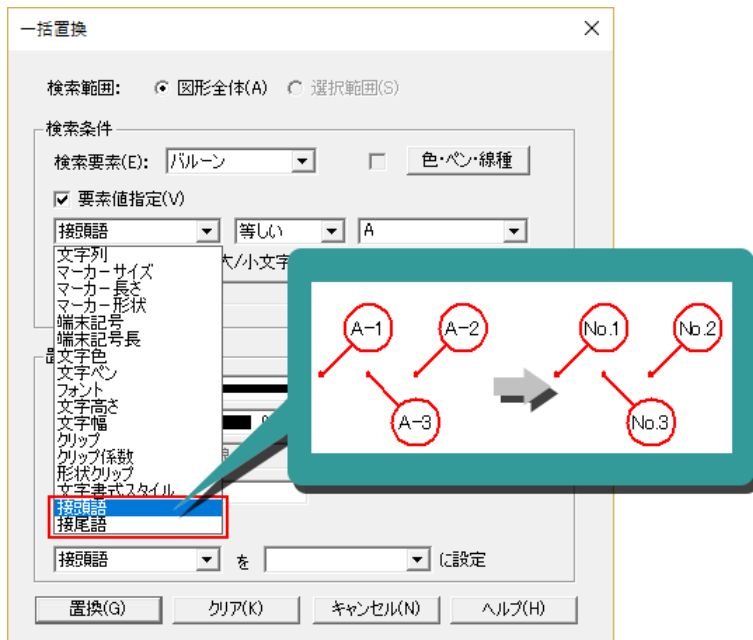 一括置換
検索範囲: 図形全体(A) 選択範囲(S)
検索条件
検索要素(E): バルーン 色・ペン・線種
要素値指定(V)
接頭語 等しい A
文字列
マーカーサイズ
大/小文字
マーカー長さ
マーカー形状
端末記号
端末記号長
文字色
文字ペン
フォント
文字高さ
文字幅
クリップ
クリップ係数
形状クリップ
文字書式スタイル
接頭語
接尾語
A-1 A-2 No.1 No.2
A-3 No.3
接頭語 を に設定
置換(G) クリア(K) キャンセル(N) ヘルプ(H)